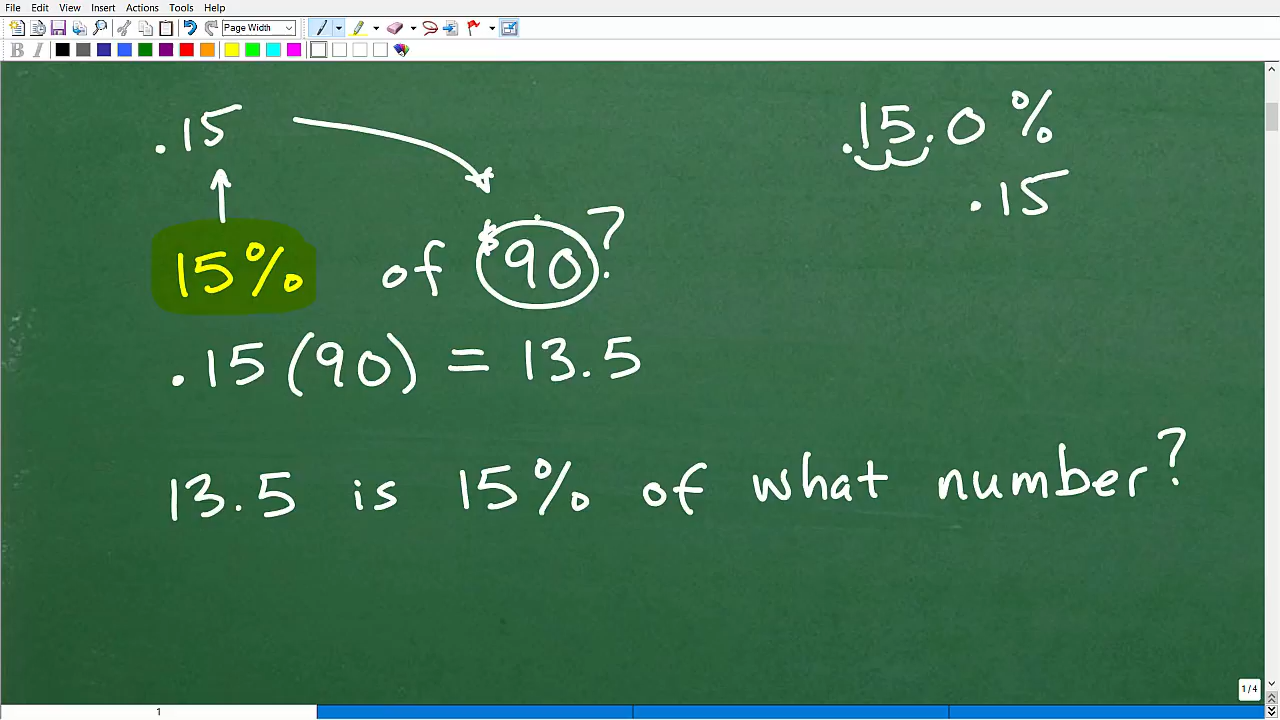 File Edit View Insert Actions Tools Help
Page Width
B I
.15
.15.0 %
.15
15% of $90?
.15(90) = 13.5
13.5 is 15% of what number?
1/4
1